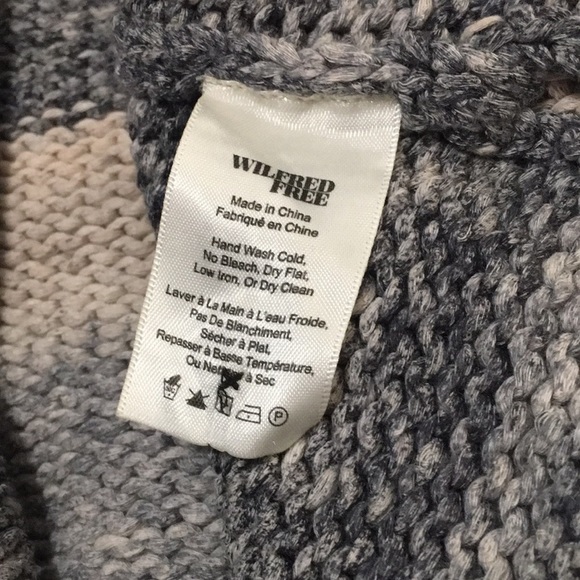 WILFRED
FREE
Made in China
Fabriqué en Chine
Hand Wash Cold,
No Bleach, Dry Flat,
Low Iron, Or Dry Clean
Laver à La Main à L'eau Froide,
Pas De Blanchiment,
Sécher à Plat,
Repasser à Basse Température,
Ou Net à Sec
P